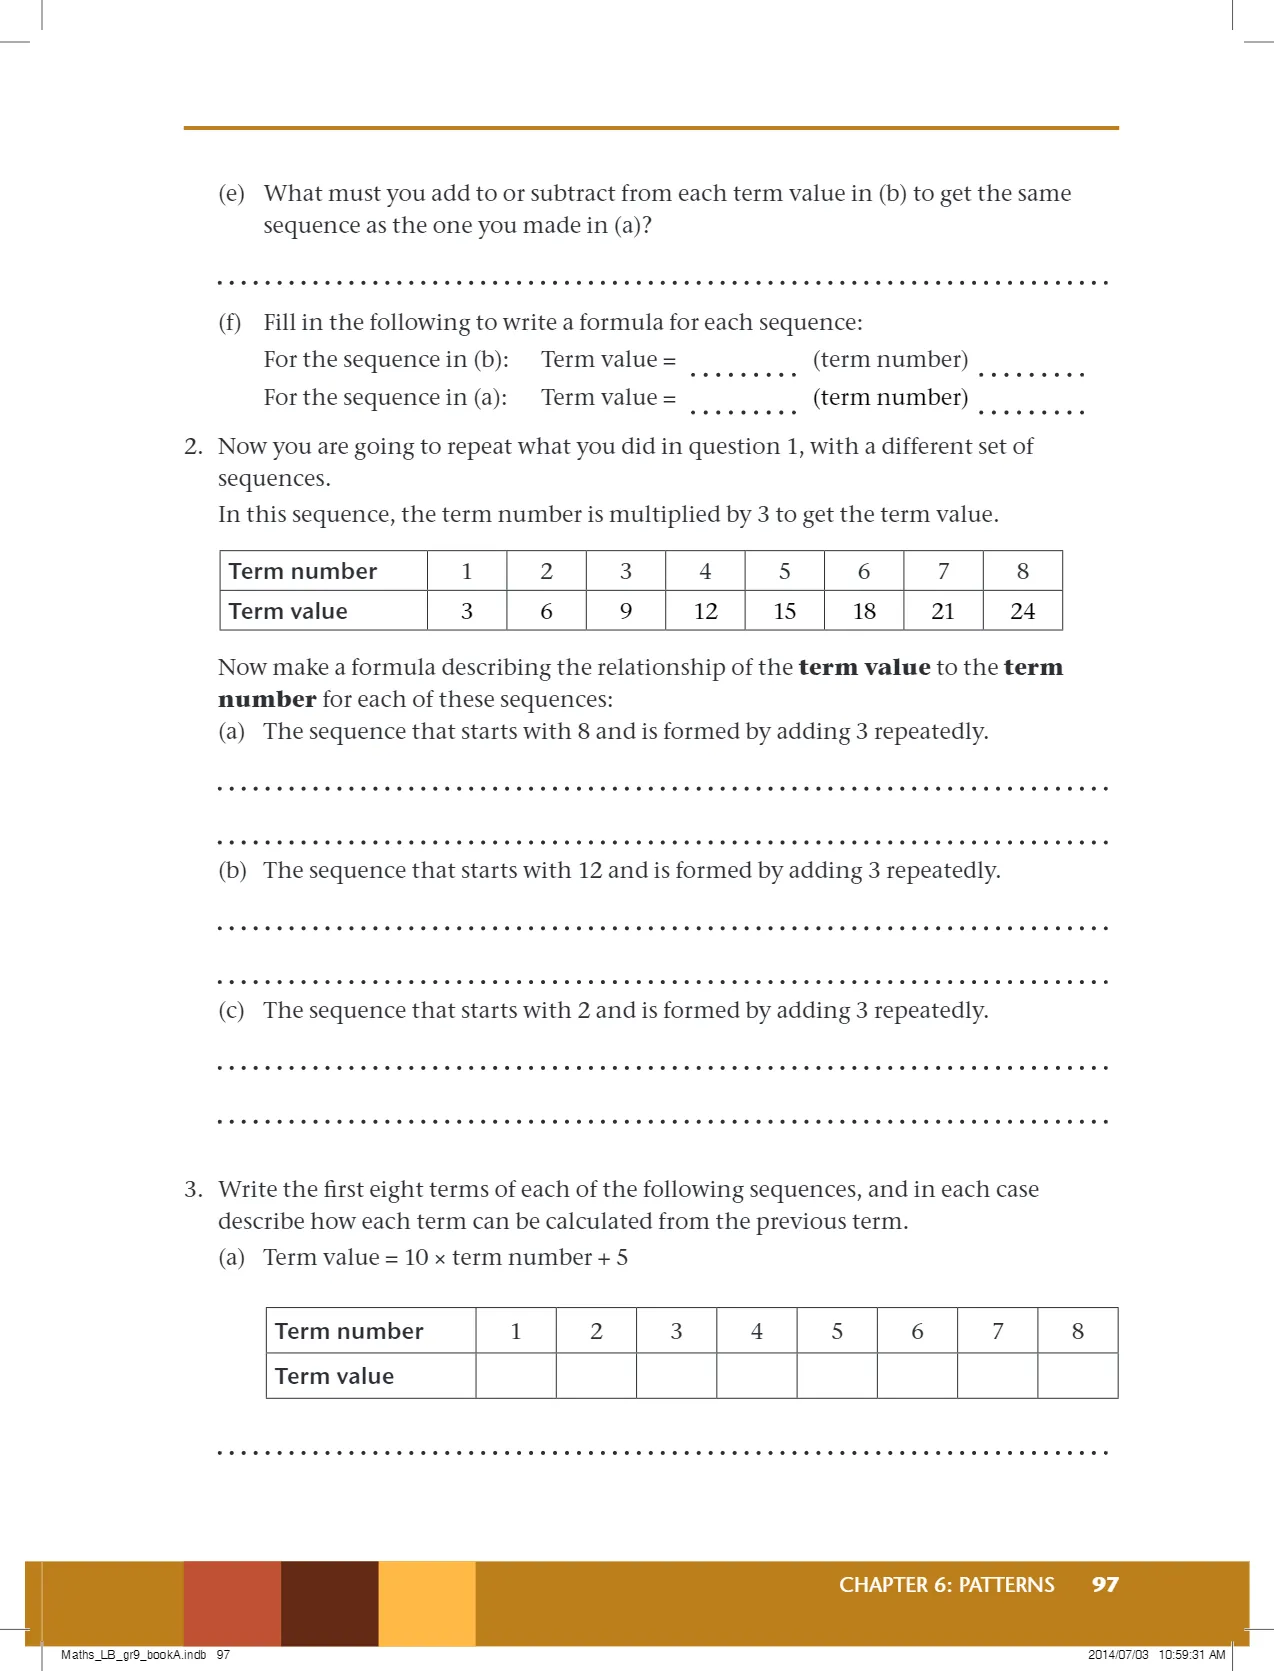 (e) What must you add to or subtract from each term value in (b) to get the same
sequence as the one you made in (a)?
(f) Fill in the following to write a formula for each sequence:
For the sequence in (b): Term value = ......... (term number) .........
For the sequence in (a): Term value = ......... (term number) .........
2. Now you are going to repeat what you did in question 1, with a different set of
sequences.
In this sequence, the term number is multiplied by 3 to get the term value.
Term number 1 2 3 4 5 6 7 8
Term value 3 6 9 12 15 18 21 24
Now make a formula describing the relationship of the term value to the term
number for each of these sequences:
(a) The sequence that starts with 8 and is formed by adding 3 repeatedly.
(b) The sequence that starts with 12 and is formed by adding 3 repeatedly.
(c) The sequence that starts with 2 and is formed by adding 3 repeatedly.
3. Write the first eight terms of each of the following sequences, and in each case
describe how each term can be calculated from the previous term.
(a) Term value = 10 × term number + 5
Term number 1 2 3 4 5 6 7 8
Term value
CHAPTER 6: PATTERNS 97
Maths_LB_gr9_bookA.indb 97 2014/07/03 10:59:31 AM